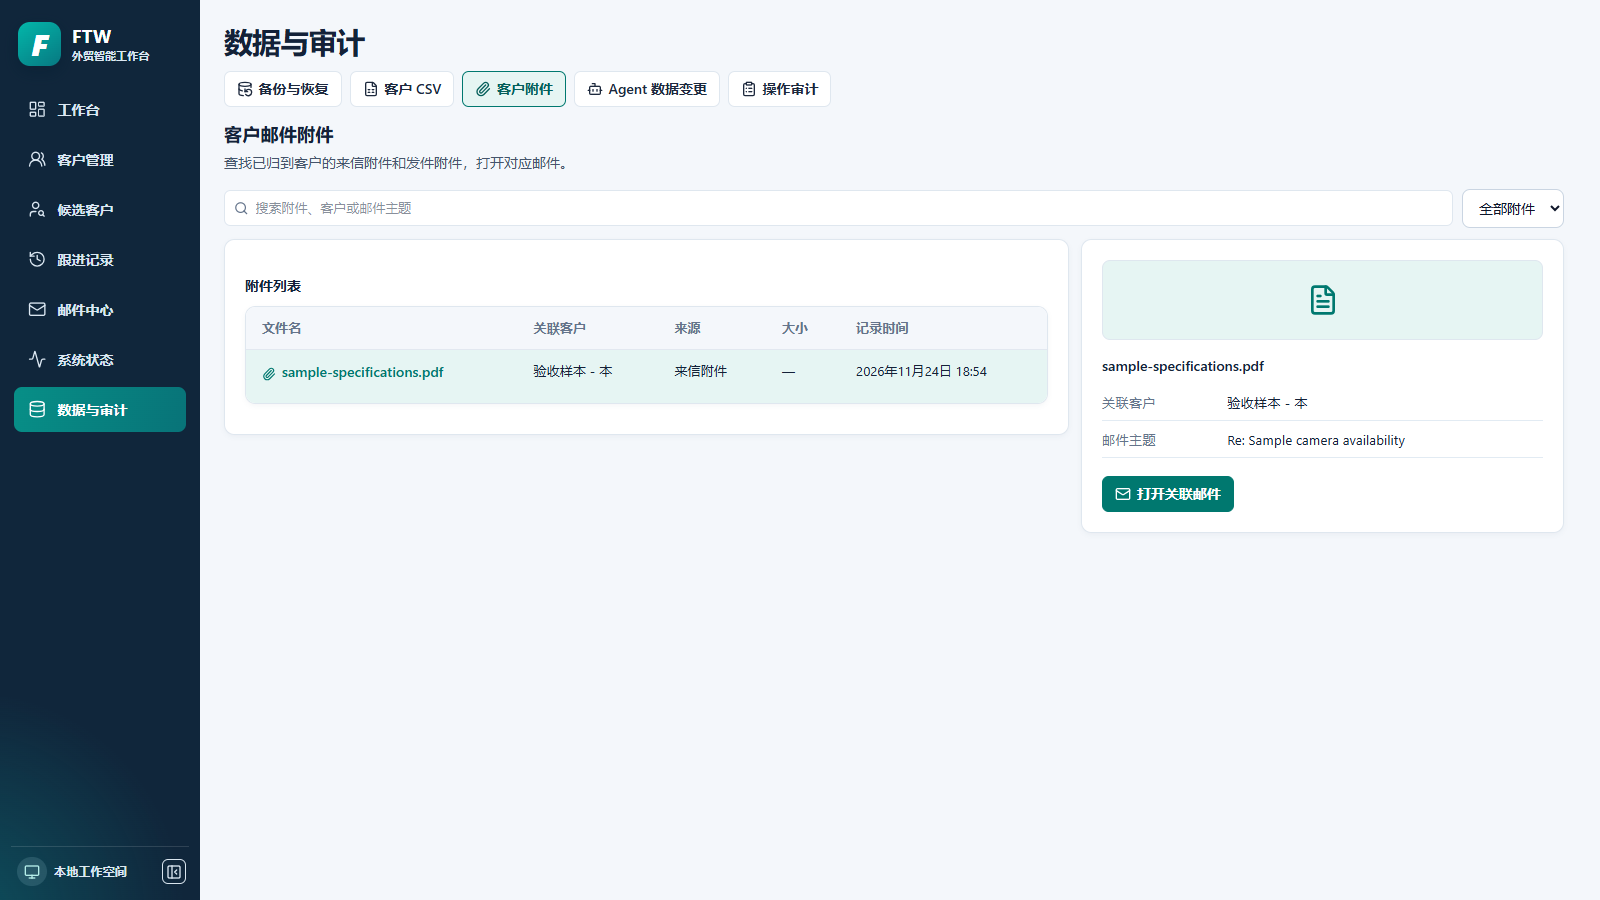 F
FTW
外贸智能工作台
工作台
客户管理
候选客户
跟进记录
邮件中心
系统状态
数据与审计
本地工作空间
数据与审计
备份与恢复
客户 CSV
客户附件
Agent 数据变更
操作审计
客户邮件附件
查找已归到客户的来信附件和发件附件，打开对应邮件。
搜索附件、客户或邮件主题
全部附件
附件列表
文件名 关联客户 来源 大小 记录时间
sample-specifications.pdf 验收样本 - 本 来信附件 — 2026年11月24日 18:54
sample-specifications.pdf
关联客户 验收样本 - 本
邮件主题 Re: Sample camera availability
打开关联邮件